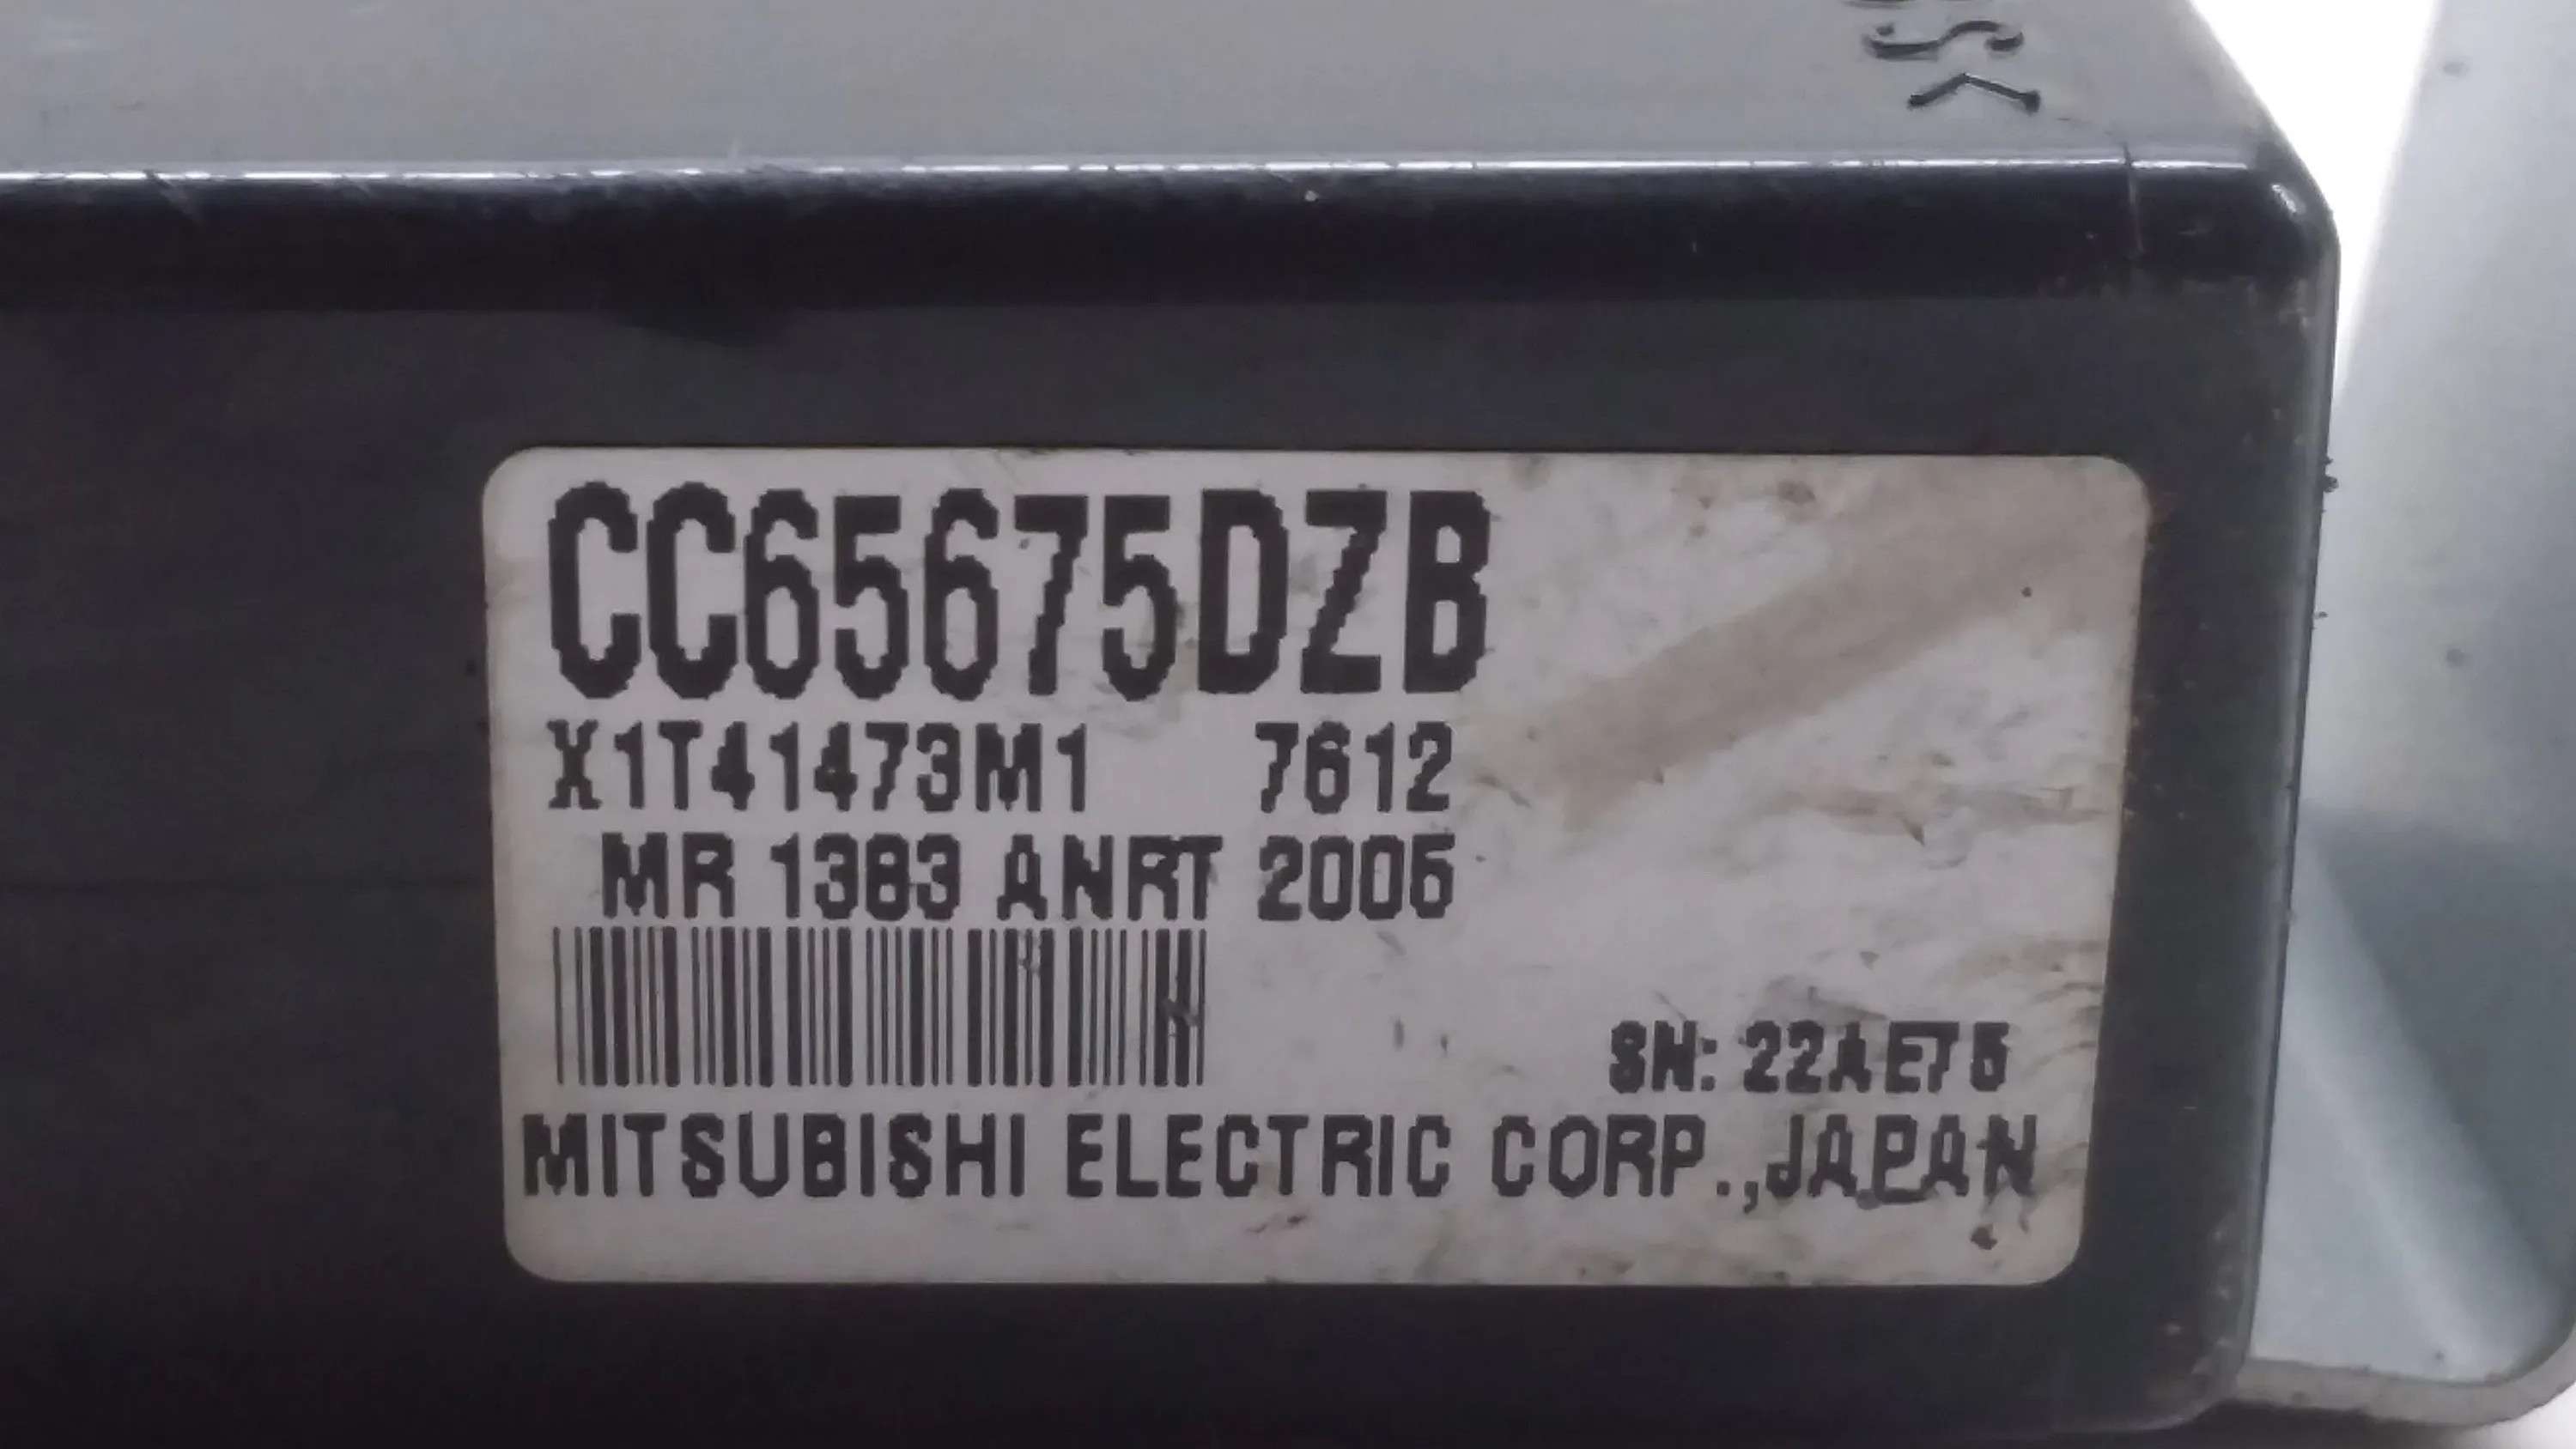 CC65675DZB
X1T41473M1 7612
MR 1383 ANRT 2005
SN: 22AE75
MITSUBISHI ELECTRIC CORP.,JAPAN